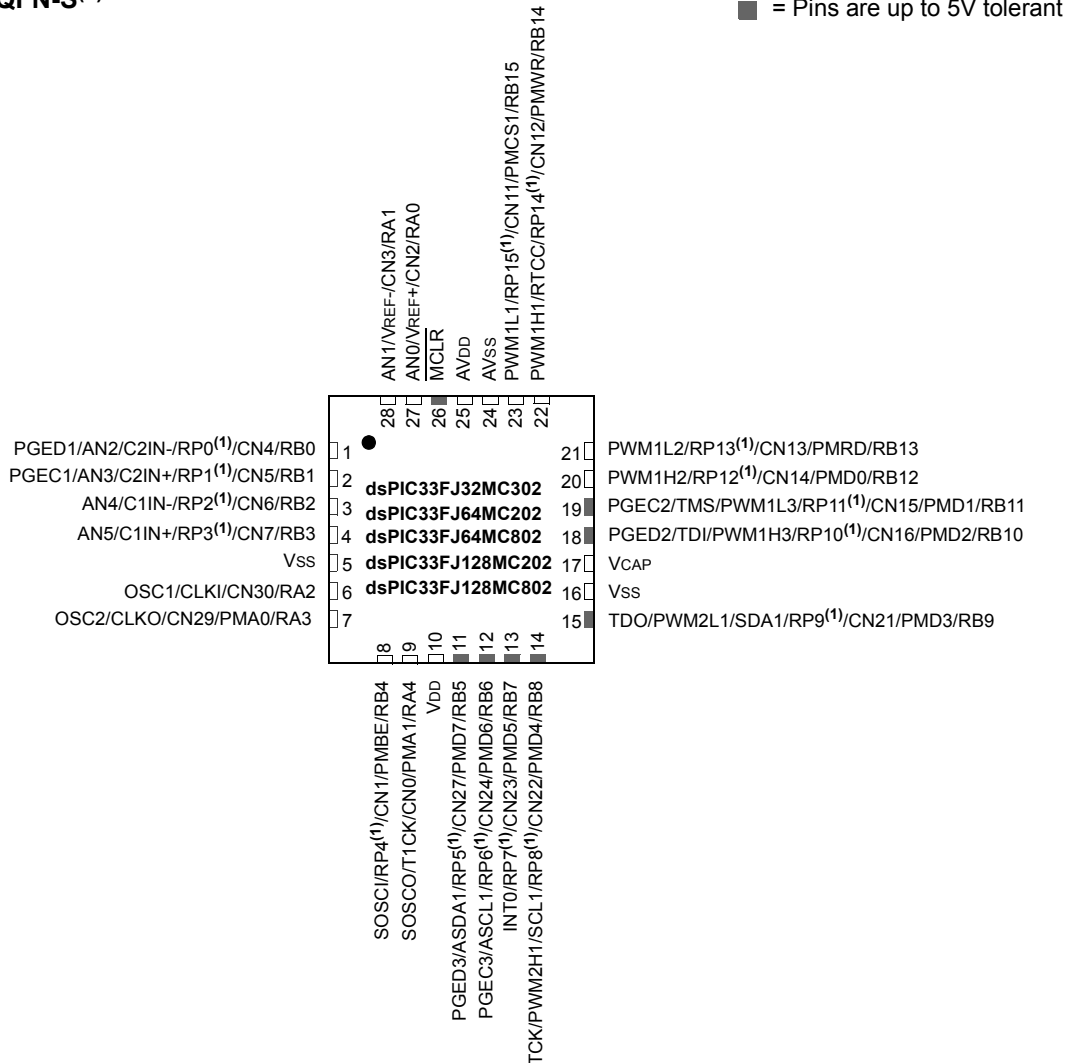 = Pins are up to 5V tolerant
28
AN1/VREF-/CN3/RA1
27
AN0/VREF+/CN2/RA0
26
MCLR
25
AVDD
24
AVSS
23
PWM1L1/RP15(1)/CN11/PMCS1/RB15
22
PWM1H1/RTCC/RP14(1)/CN12/PMWR/RB14
PGED1/AN2/C2IN-/RP0(1)/CN4/RB0 1
PGEC1/AN3/C2IN+/RP1(1)/CN5/RB1 2
AN4/C1IN-/RP2(1)/CN6/RB2 3
AN5/C1IN+/RP3(1)/CN7/RB3 4
VSS 5
OSC1/CLKI/CN30/RA2 6
OSC2/CLKO/CN29/PMA0/RA3 7
dsPIC33FJ32MC302
dsPIC33FJ64MC202
dsPIC33FJ64MC802
dsPIC33FJ128MC202
dsPIC33FJ128MC802
21 PWM1L2/RP13(1)/CN13/PMRD/RB13
20 PWM1H2/RP12(1)/CN14/PMD0/RB12
19 PGEC2/TMS/PWM1L3/RP11(1)/CN15/PMD1/RB11
18 PGED2/TDI/PWM1H3/RP10(1)/CN16/PMD2/RB10
17 VCAP
16 VSS
15 TDO/PWM2L1/SDA1/RP9(1)/CN21/PMD3/RB9
8
SOSCI/RP4(1)/CN1/PMBE/RB4
9
SOSCO/T1CK/CN0/PMA1/RA4
10
VDD
11
PGED3/ASDA1/RP5(1)/CN27/PMD7/RB5
12
PGEC3/ASCL1/RP6(1)/CN24/PMD6/RB6
13
INT0/RP7(1)/CN23/PMD5/RB7
14
TCK/PWM2H1/SCL1/RP8(1)/CN22/PMD4/RB8